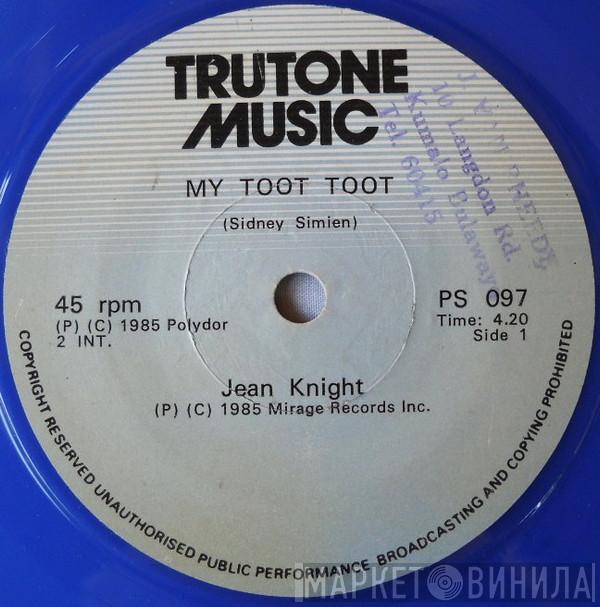 TRUTONE
MUSIC
MY TOOT TOOT
(Sidney Simien)
10 Langdon Rd.
Kumalo Bulawayo
Tel. 60415
45 rpm
(P) (C) 1985 Polydor
2 INT.
PS 097
Time: 4.20
Side 1
Jean Knight
(P) (C) 1985 Mirage Records Inc.
COPYRIGHT RESERVED UNAUTHORISED PUBLIC PERFORMANCE BROADCASTING AND COPYING PROHIBITED
МАРКЕТ ВИНИЛА